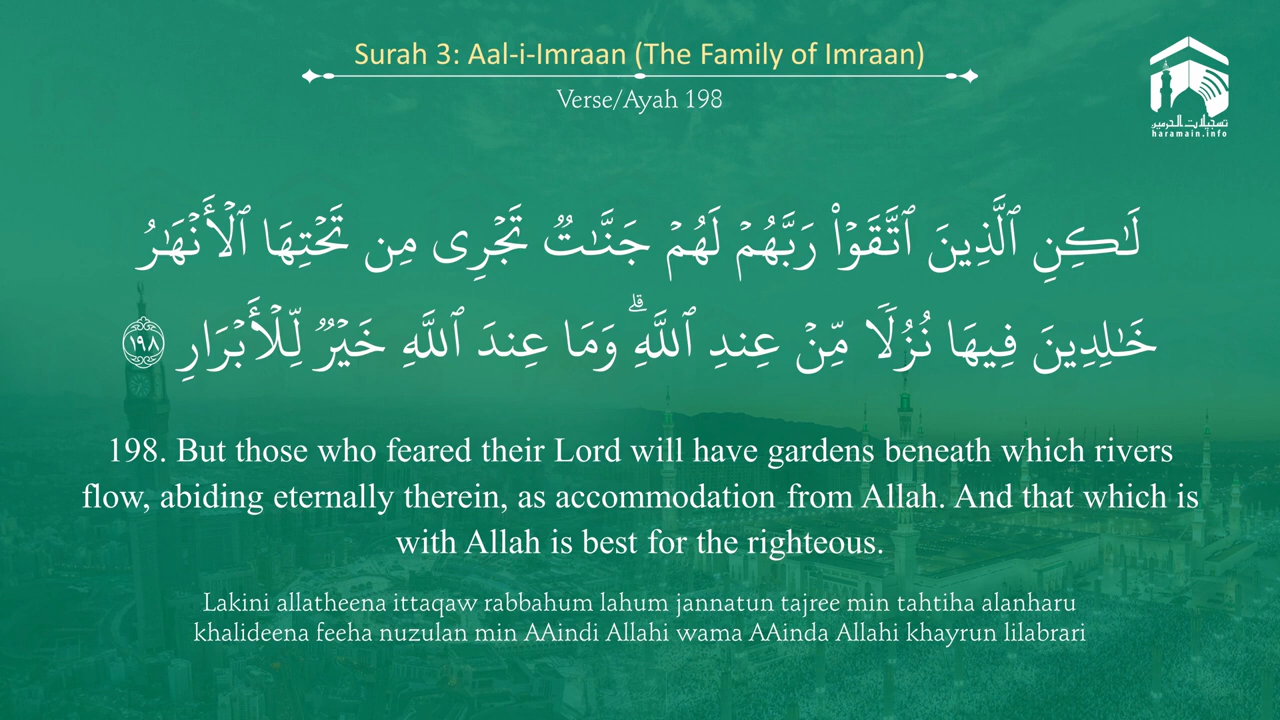 Surah 3: Aal-i-Imraan (The Family of Imraan)
Verse/Ayah 198
تسجيلات الحرمين
haramain.info
لَـٰكِنِ ٱلَّذِينَ ٱتَّقَوْا۟ رَبَّهُمْ لَهُمْ جَنَّـٰتٌ تَجْرِى مِن تَحْتِهَا ٱلْأَنْهَـٰرُ
خَـٰلِدِينَ فِيهَا نُزُلًا مِّنْ عِندِ ٱللَّهِ ۗ وَمَا عِندَ ٱللَّهِ خَيْرٌ لِّلْأَبْرَارِ ١٩٨
198. But those who feared their Lord will have gardens beneath which rivers
flow, abiding eternally therein, as accommodation from Allah. And that which is
with Allah is best for the righteous.
Lakini allatheena ittaqaw rabbahum lahum jannatun tajree min tahtiha alanharu
khalideena feeha nuzulan min AAindi Allahi wama AAinda Allahi khayrun lilabrari